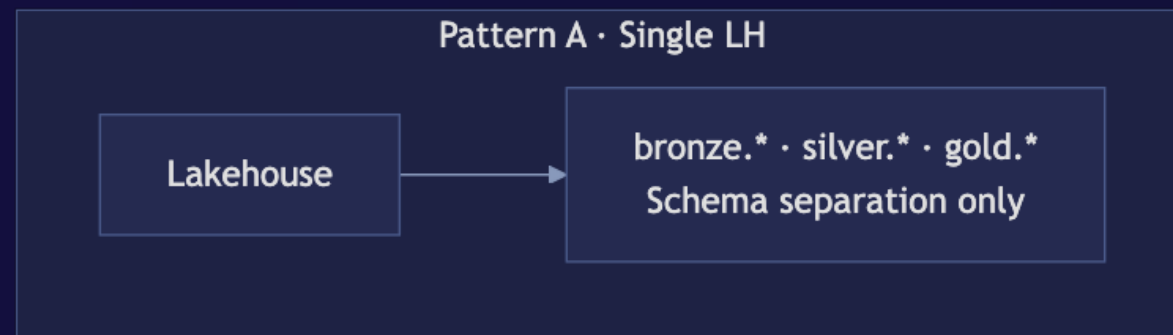 Pattern A · Single LH
Lakehouse
bronze.* · silver.* · gold.*
Schema separation only